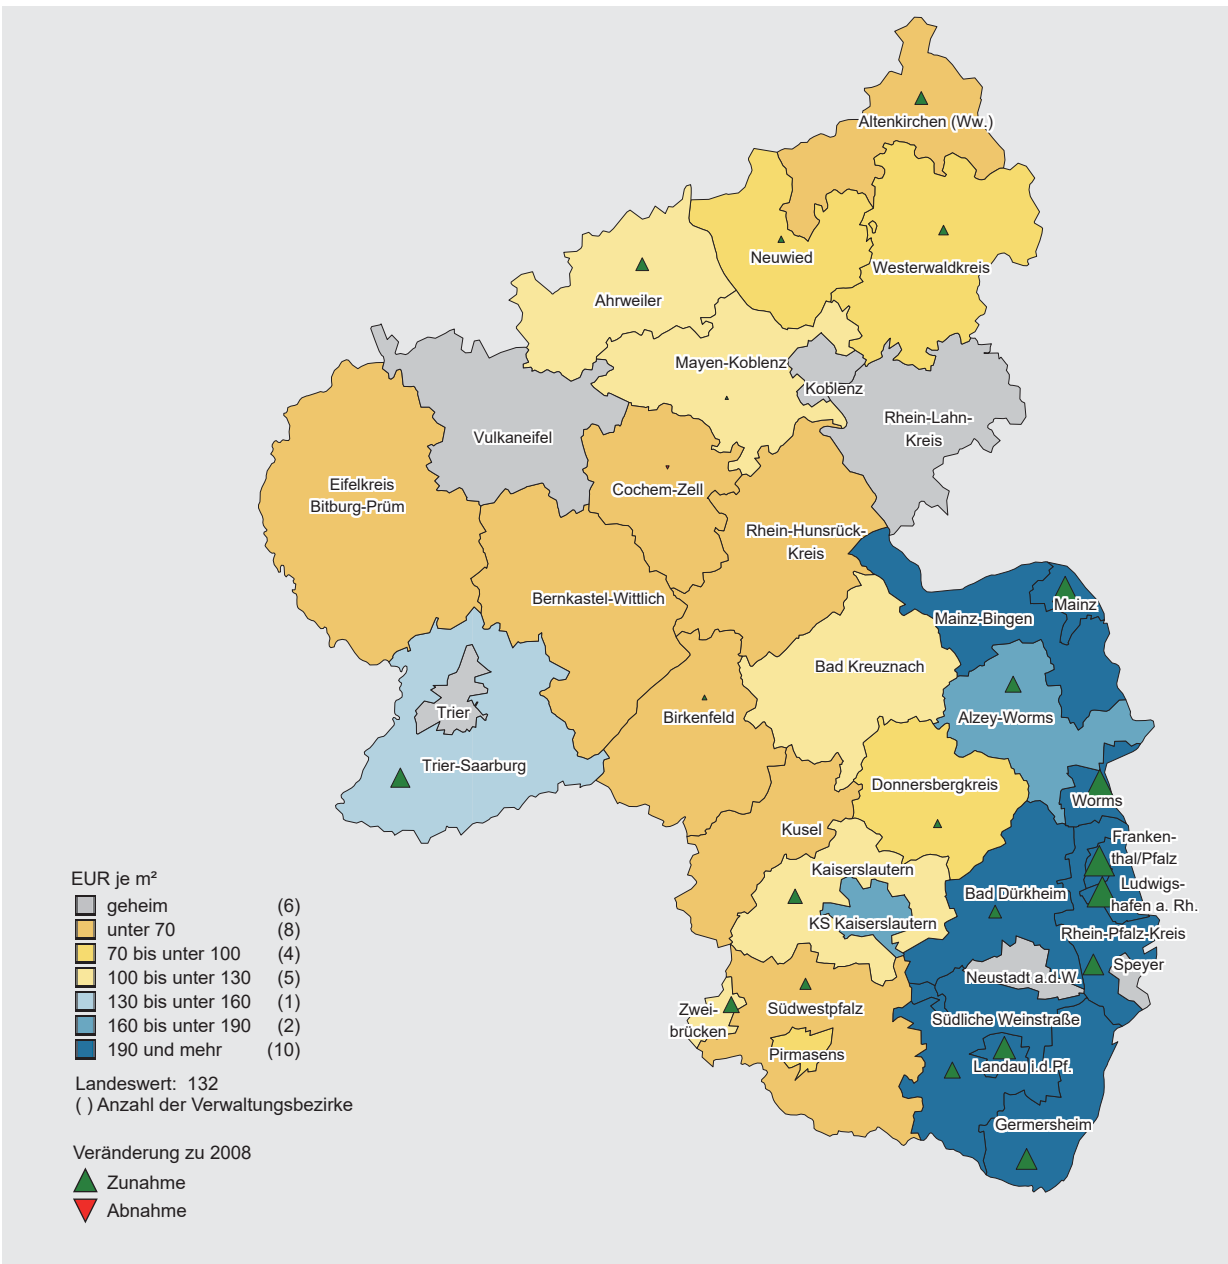 Altenkirchen (Ww.)
Neuwied
Westerwaldkreis
Ahrweiler
Mayen-Koblenz
Koblenz
Rhein-Lahn-
Kreis
Vulkaneifel
Eifelkreis
Bitburg-Prüm
Cochem-Zell
Rhein-Hunsrück-
Kreis
Bernkastel-Wittlich
Mainz
Mainz-Bingen
Bad Kreuznach
Trier
Birkenfeld
Alzey-Worms
Trier-Saarburg
Donnersbergkreis
Worms
Kusel
Franken-
thal/Pfalz
Kaiserslautern
Ludwigs-
hafen a. Rh.
Bad Dürkheim
KS Kaiserslautern
Rhein-Pfalz-Kreis
Speyer
Neustadt a.d.W.
Zwei-
brücken
Südwestpfalz
Südliche Weinstraße
Pirmasens
Landau i.d.Pf.
Germersheim
EUR je m²
geheim (6)
unter 70 (8)
70 bis unter 100 (4)
100 bis unter 130 (5)
130 bis unter 160 (1)
160 bis unter 190 (2)
190 und mehr (10)
Landeswert: 132
( ) Anzahl der Verwaltungsbezirke
Veränderung zu 2008
Zunahme
Abnahme